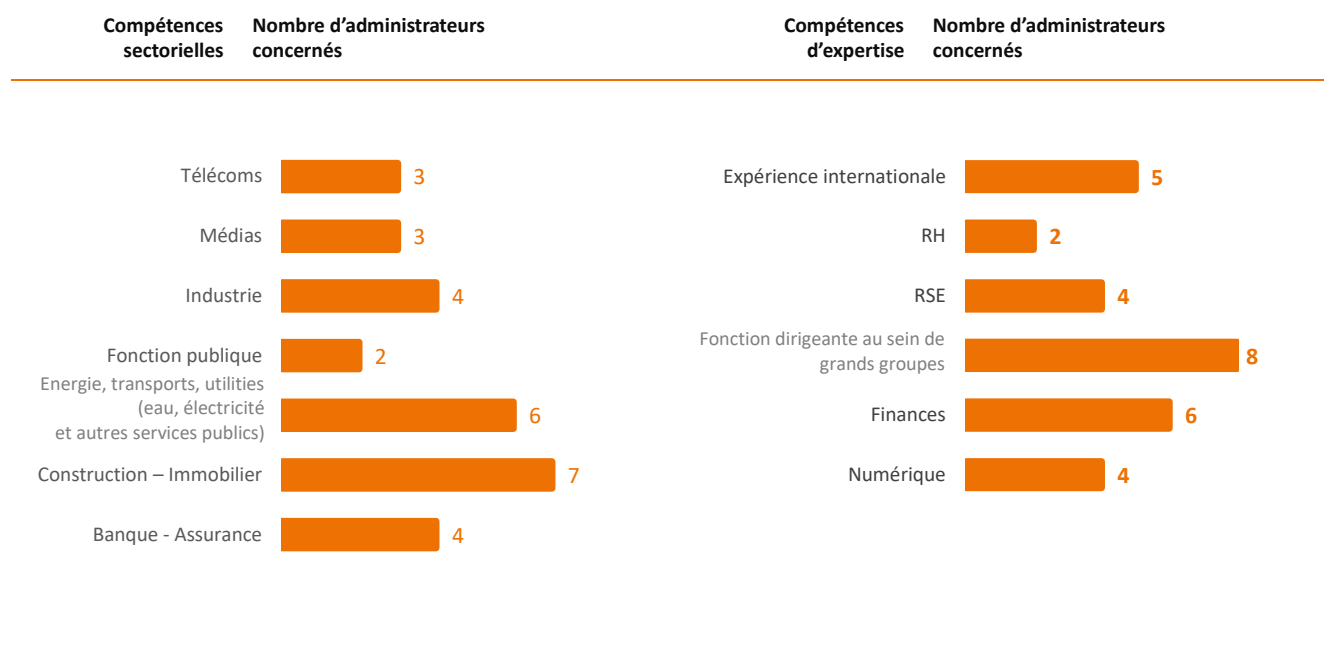 Compétences
sectorielles
Nombre d’administrateurs
concernés
Télécoms
3
Médias
3
Industrie
4
Fonction publique
2
Energie, transports, utilities
(eau, électricité
et autres services publics)
6
Construction – Immobilier
7
Banque - Assurance
4
Compétences
d’expertise
Nombre d’administrateurs
concernés
Expérience internationale
5
RH
2
RSE
4
Fonction dirigeante au sein de
grands groupes
8
Finances
6
Numérique
4